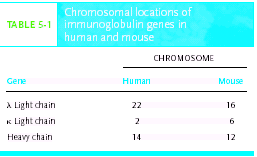 TABLE 5-1
Chromosomal locations of
immunoglobulin genes in
human and mouse
CHROMOSOME
Gene Human Mouse
λ Light chain 22 16
κ Light chain 2 6
Heavy chain 14 12